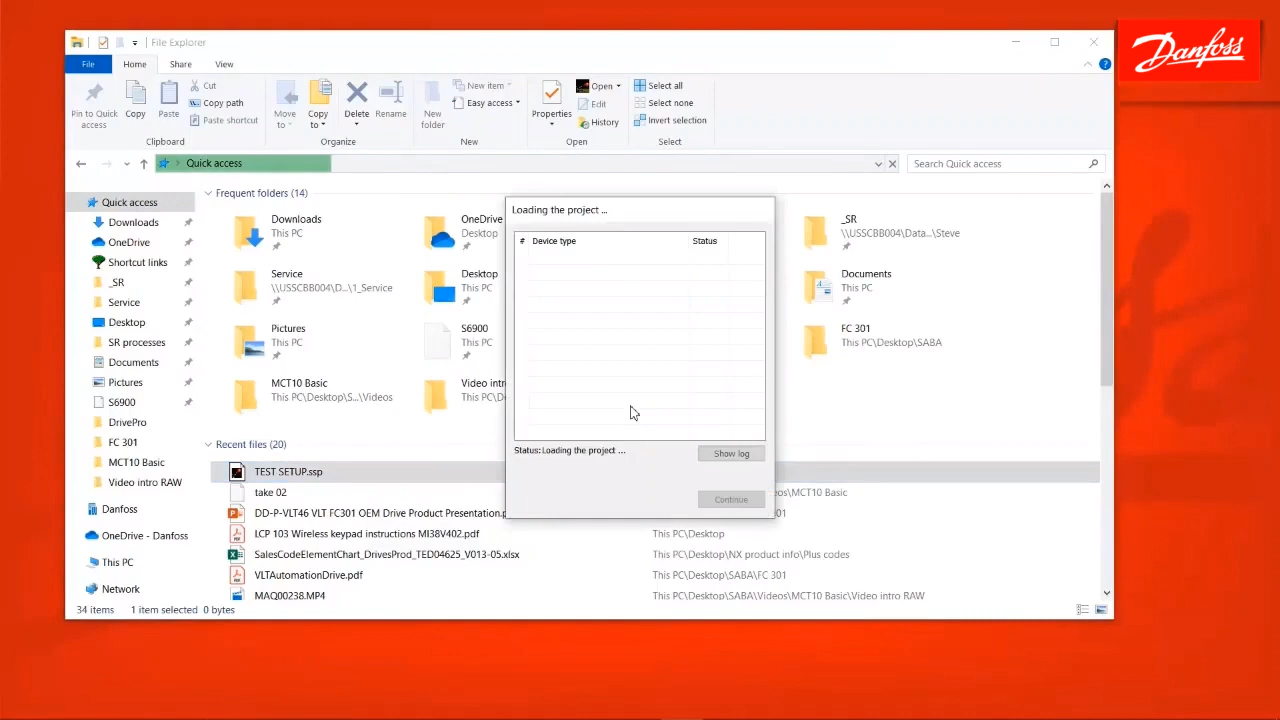 File Explorer
Danfoss
File Home Share View
Pin to Quick access
Copy
Paste
Cut
Copy path
Paste shortcut
Clipboard
Move to
Copy to
Delete
Rename
Organize
New folder
New item
Easy access
New
Properties
Open
Edit
History
Open
Select all
Select none
Invert selection
Select
Quick access
Search Quick access
Quick access
Downloads
OneDrive
Shortcut links
_SR
Service
Desktop
SR processes
Documents
Pictures
S6900
DrivePro
FC 301
MCT10 Basic
Video intro RAW
Danfoss
OneDrive - Danfoss
This PC
Network
Frequent folders (14)
Downloads
This PC
OneDrive
Desktop
_SR
\\USSCBB004\Data...\Steve
Service
\\USSCBB004\D...\1_Service
Desktop
This PC
Documents
This PC
Pictures
This PC
S6900
This PC
FC 301
This PC\Desktop\SABA
MCT10 Basic
This PC\Desktop\S...\Videos
Video intr
This PC\Desk
Recent files (20)
TEST SETUP.ssp
take 02
eos\MCT10 Basic
DD-P-VLT46 VLT FC301 OEM Drive Product Presentation.p
01
LCP 103 Wireless keypad instructions MI38V402.pdf
This PC\Desktop
SalesCodeElementChart_DrivesProd_TED04625_V013-05.xlsx
This PC\Desktop\NX product info\Plus codes
VLTAutomationDrive.pdf
This PC\Desktop\SABA\FC 301
MAQ00238.MP4
This PC\Desktop\SABA\Videos\MCT10 Basic\Video intro RAW
Loading the project ...
# Device type Status
Status: Loading the project ...
Show log
Continue
34 items 1 item selected 0 bytes